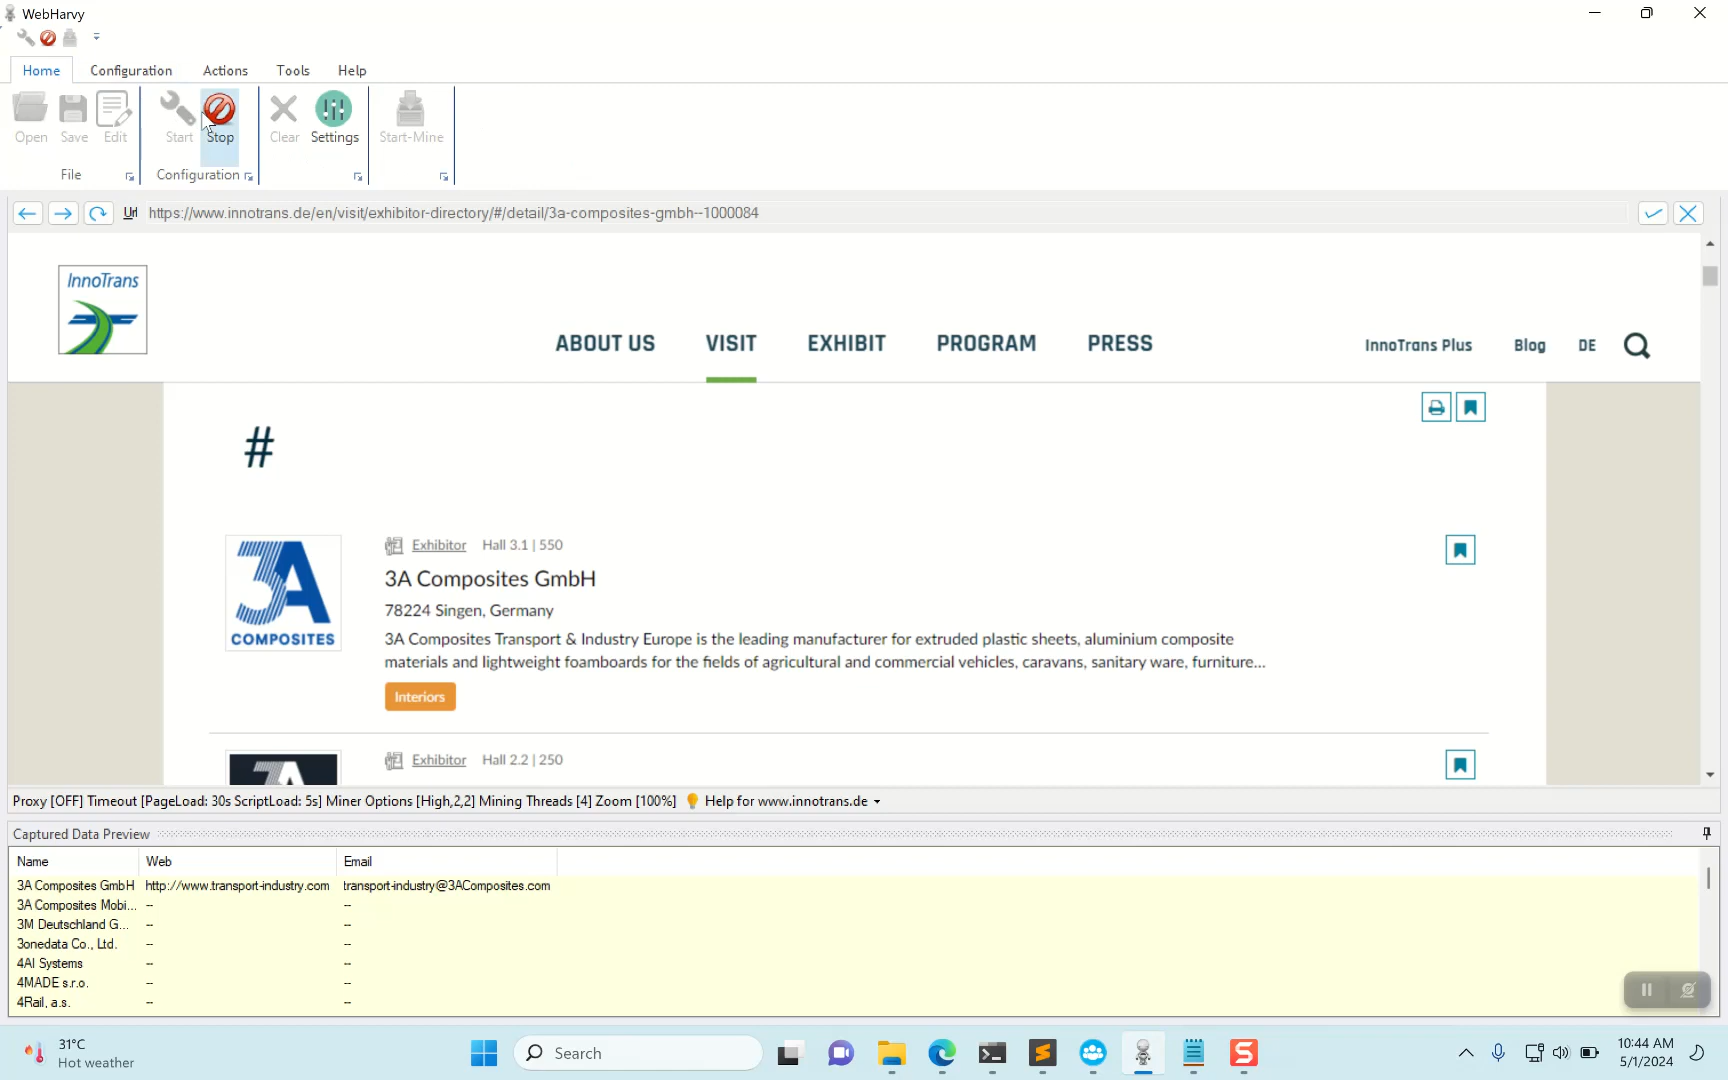 WebHarvy
Home Configuration Actions Tools Help
Open Save Edit Start Stop Clear Settings Start-Mine
File Configuration
Url https://www.innotrans.de/en/visit/exhibitor-directory/#/detail/3a-composites-gmbh--1000084
InnoTrans
ABOUT US VISIT EXHIBIT PROGRAM PRESS InnoTrans Plus Blog DE
#
Exhibitor Hall 3.1 | 550
3A Composites GmbH
78224 Singen, Germany
3A Composites Transport & Industry Europe is the leading manufacturer for extruded plastic sheets, aluminium composite
materials and lightweight foamboards for the fields of agricultural and commercial vehicles, caravans, sanitary ware, furniture...
3A
COMPOSITES
Interiors
Exhibitor Hall 2.2 | 250
Proxy [OFF] Timeout [PageLoad: 30s ScriptLoad: 5s] Miner Options [High,2,2] Mining Threads [4] Zoom [100%] Help for www.innotrans.de
Captured Data Preview
Name Web Email
3A Composites GmbH http://www.transport-industry.com transport-industry@3AComposites.com
3A Composites Mobi... -- --
3M Deutschland G... -- --
3onedata Co., Ltd. -- --
4AI Systems -- --
4MADE s.r.o. -- --
4Rail, a.s. -- --
31°C
Hot weather
Search
10:44 AM
5/1/2024